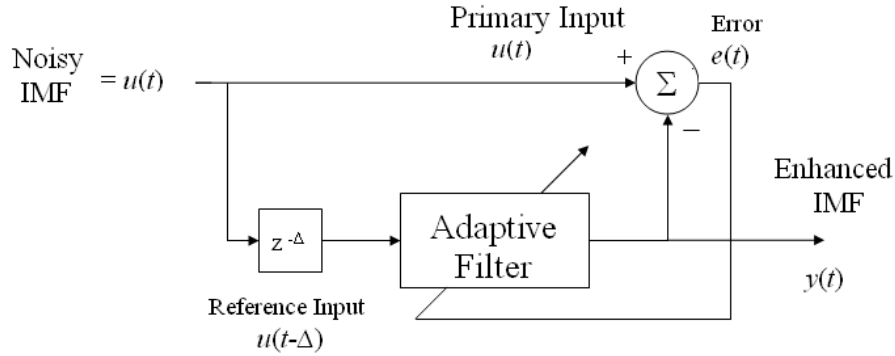 Primary Input
u(t)
Error
e(t)
Noisy
IMF
= u(t)
+
Σ
−
Enhanced
IMF
y(t)
z -Δ
Adaptive
Filter
Reference Input
u(t-Δ)